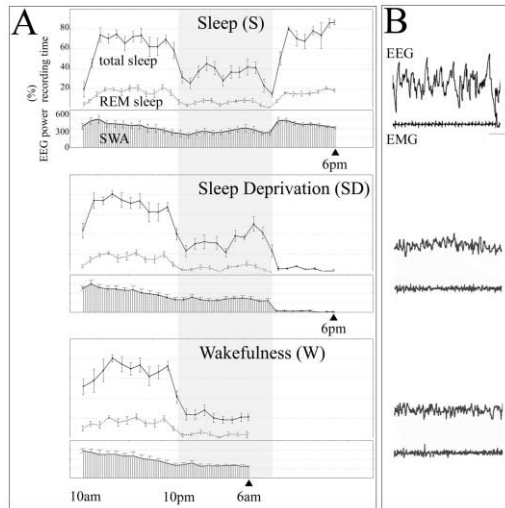 A
Sleep (S)
80
60
40
20
(%)
recording time
total sleep
REM sleep
EEG power
600
300
0
SWA
6pm
Sleep Deprivation (SD)
6pm
Wakefulness (W)
10am
10pm
6am
B
EEG
EMG